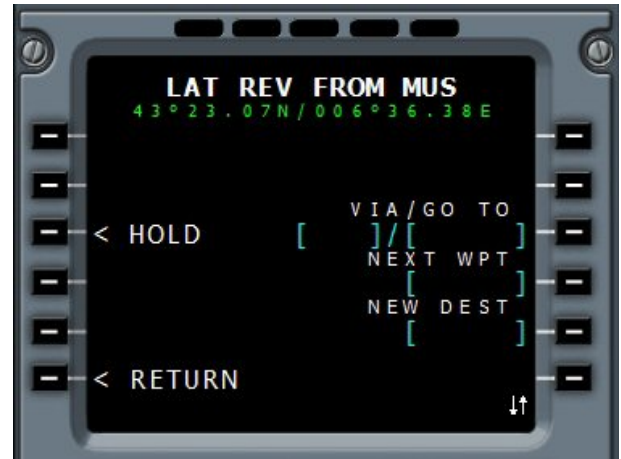 LAT REV FROM MUS
43°23.07N/006°36.38E
VIA/GO TO
< HOLD [ ]/[ ]
NEXT WPT
[ ]
NEW DEST
[ ]
< RETURN
↓↑